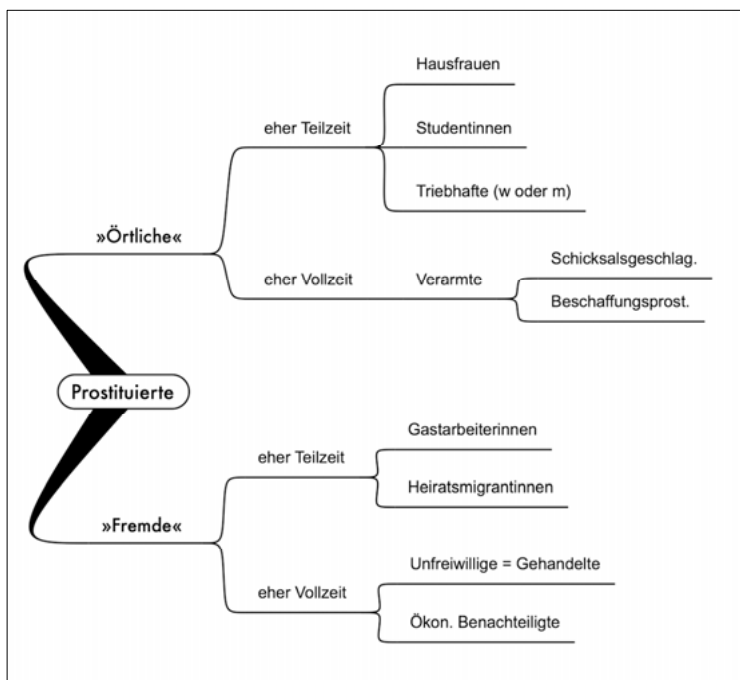 Hausfrauen
eher Teilzeit
Studentinnen
Triebhafte (w oder m)
»Örtliche«
Schicksalsgeschlag.
eher Vollzeit
Verarmte
Beschaffungsprost.
Prostituierte
Gastarbeiterinnen
eher Teilzeit
Heiratsmigrantinnen
»Fremde«
Unfreiwillige = Gehandelte
eher Vollzeit
Ökon. Benachteiligte